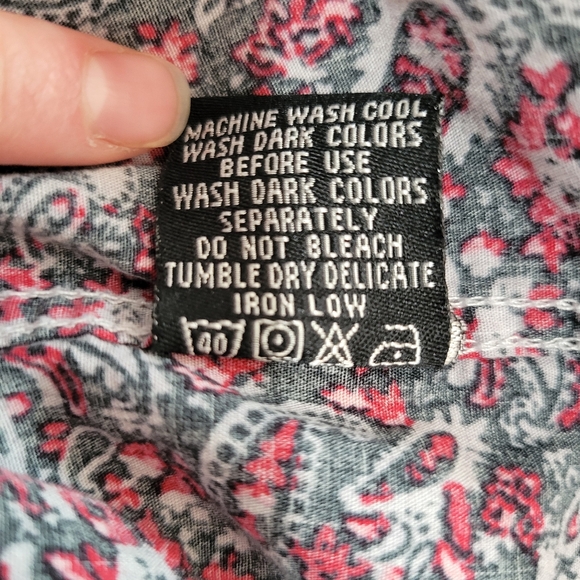 MACHINE WASH COOL
WASH DARK COLORS
BEFORE USE
WASH DARK COLORS
SEPARATELY
DO NOT BLEACH
TUMBLE DRY DELICATE
IRON LOW
40